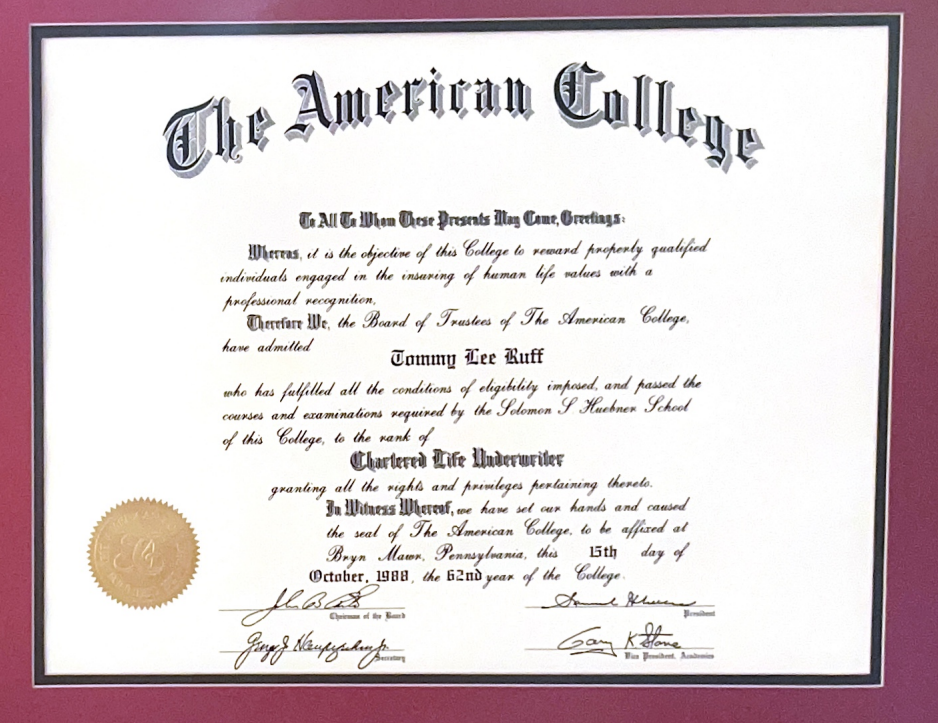 The American College
To All To Whom These Presents May Come, Greetings:
Whereas, it is the objective of this College to reward properly qualified
individuals engaged in the insuring of human life values with a
professional recognition,
Therefore We, the Board of Trustees of The American College,
have admitted
Tommy Lee Ruff
who has fulfilled all the conditions of eligibility imposed, and passed the
courses and examinations required by the Solomon S Huebner School
of this College, to the rank of
Chartered Life Underwriter
granting all the rights and privileges pertaining thereto.
In Witness Whereof, we have set our hands and caused
the seal of The American College, to be affixed at
Bryn Mawr, Pennsylvania, this 15th day of
October, 1988, the 62nd year of the College.
Chairman of the Board
President
Gary K Stone
Secretary
Vice President, Academics